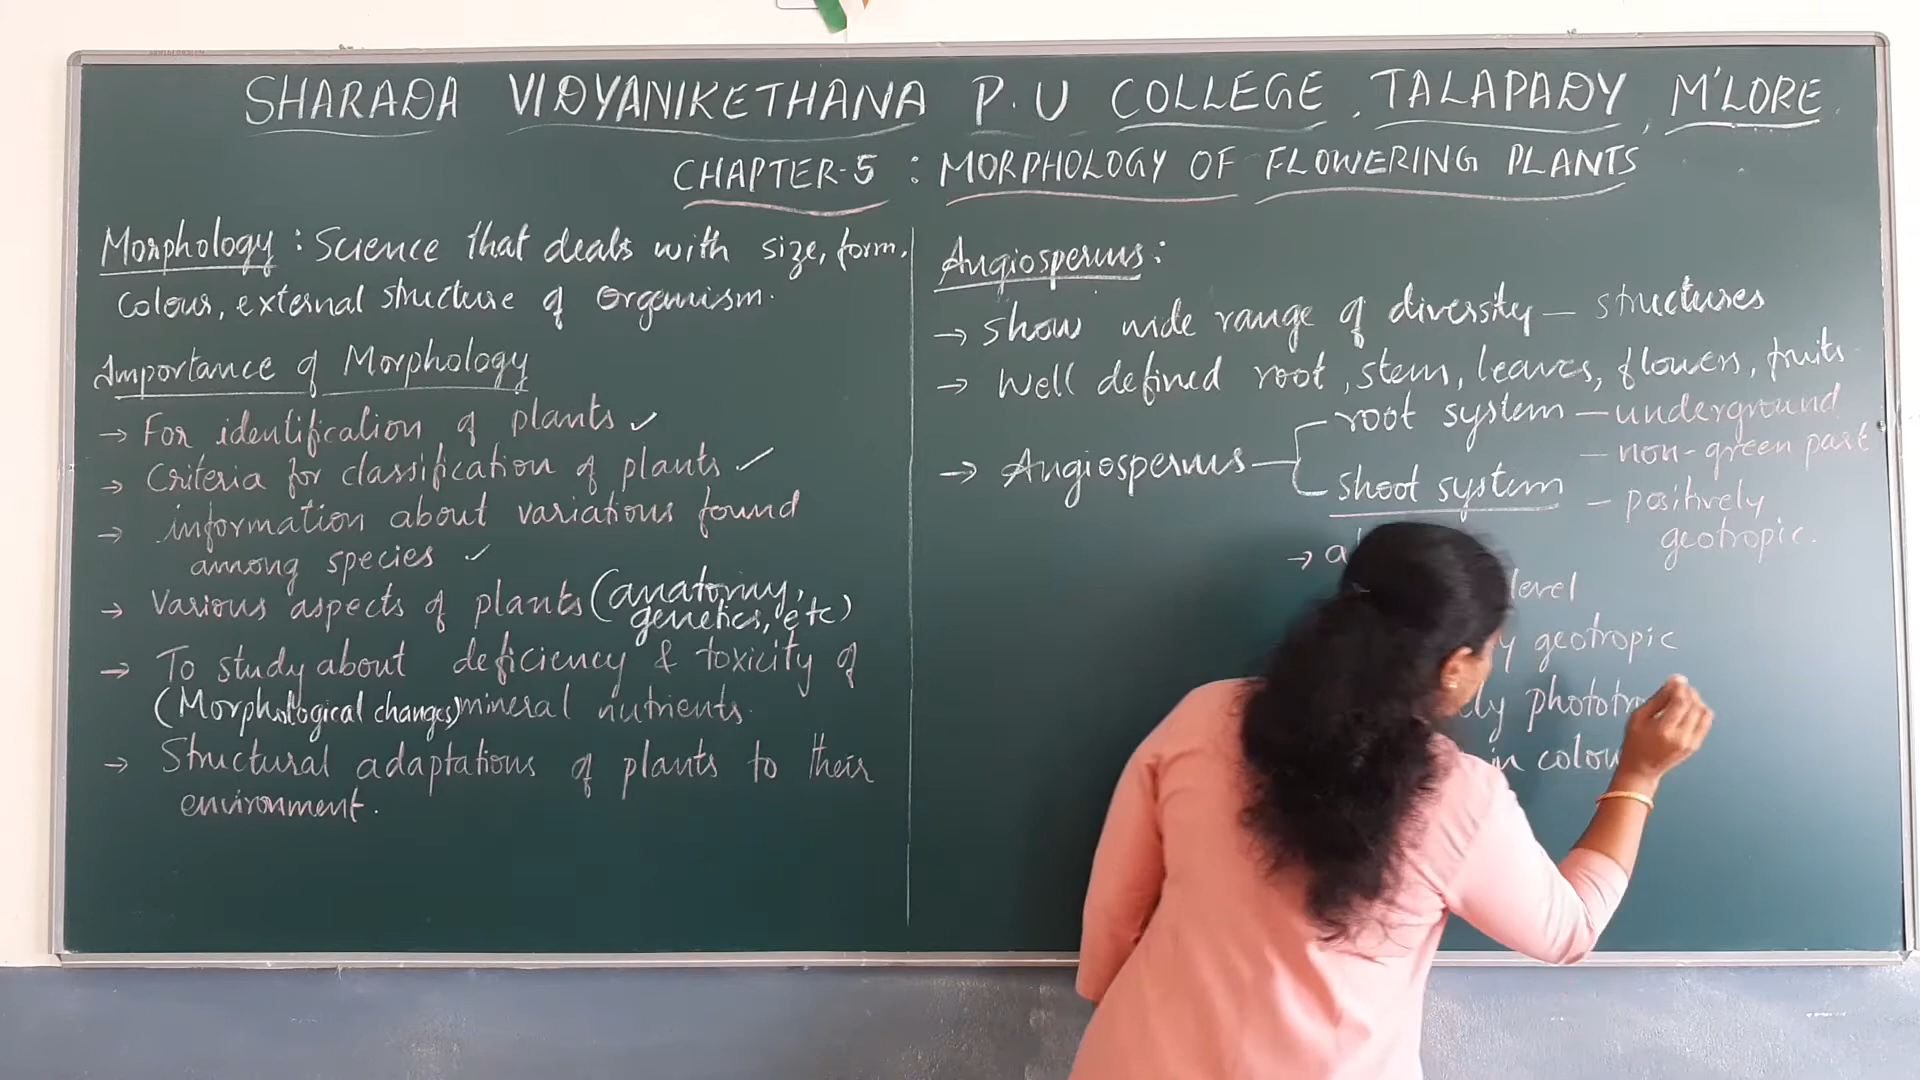 SHARADA VIDYANIKETHANA P.U COLLEGE, TALAPADY, M'LORE
CHAPTER-5 : MORPHOLOGY OF FLOWERING PLANTS
Morphology : Science that deals with size, form,
colour, external structure of organism.
Importance of Morphology
→ For identification of plants ✓
→ Criteria for classification of plants ✓
→ information about variations found
among species ✓
→ Various aspects of plants (anatomy,
genetics, etc)
→ To study about deficiency & toxicity of
(Morphological changes) mineral nutrients.
→ Structural adaptations of plants to their
environment.
Angiosperms :
→ Show wide range of diversity – structures
→ Well defined root, stem, leaves, flowers, fruits
→ Angiosperms
root system – underground
– non-green part
shoot system – positively
geotropic.
→
level
geotropic
in